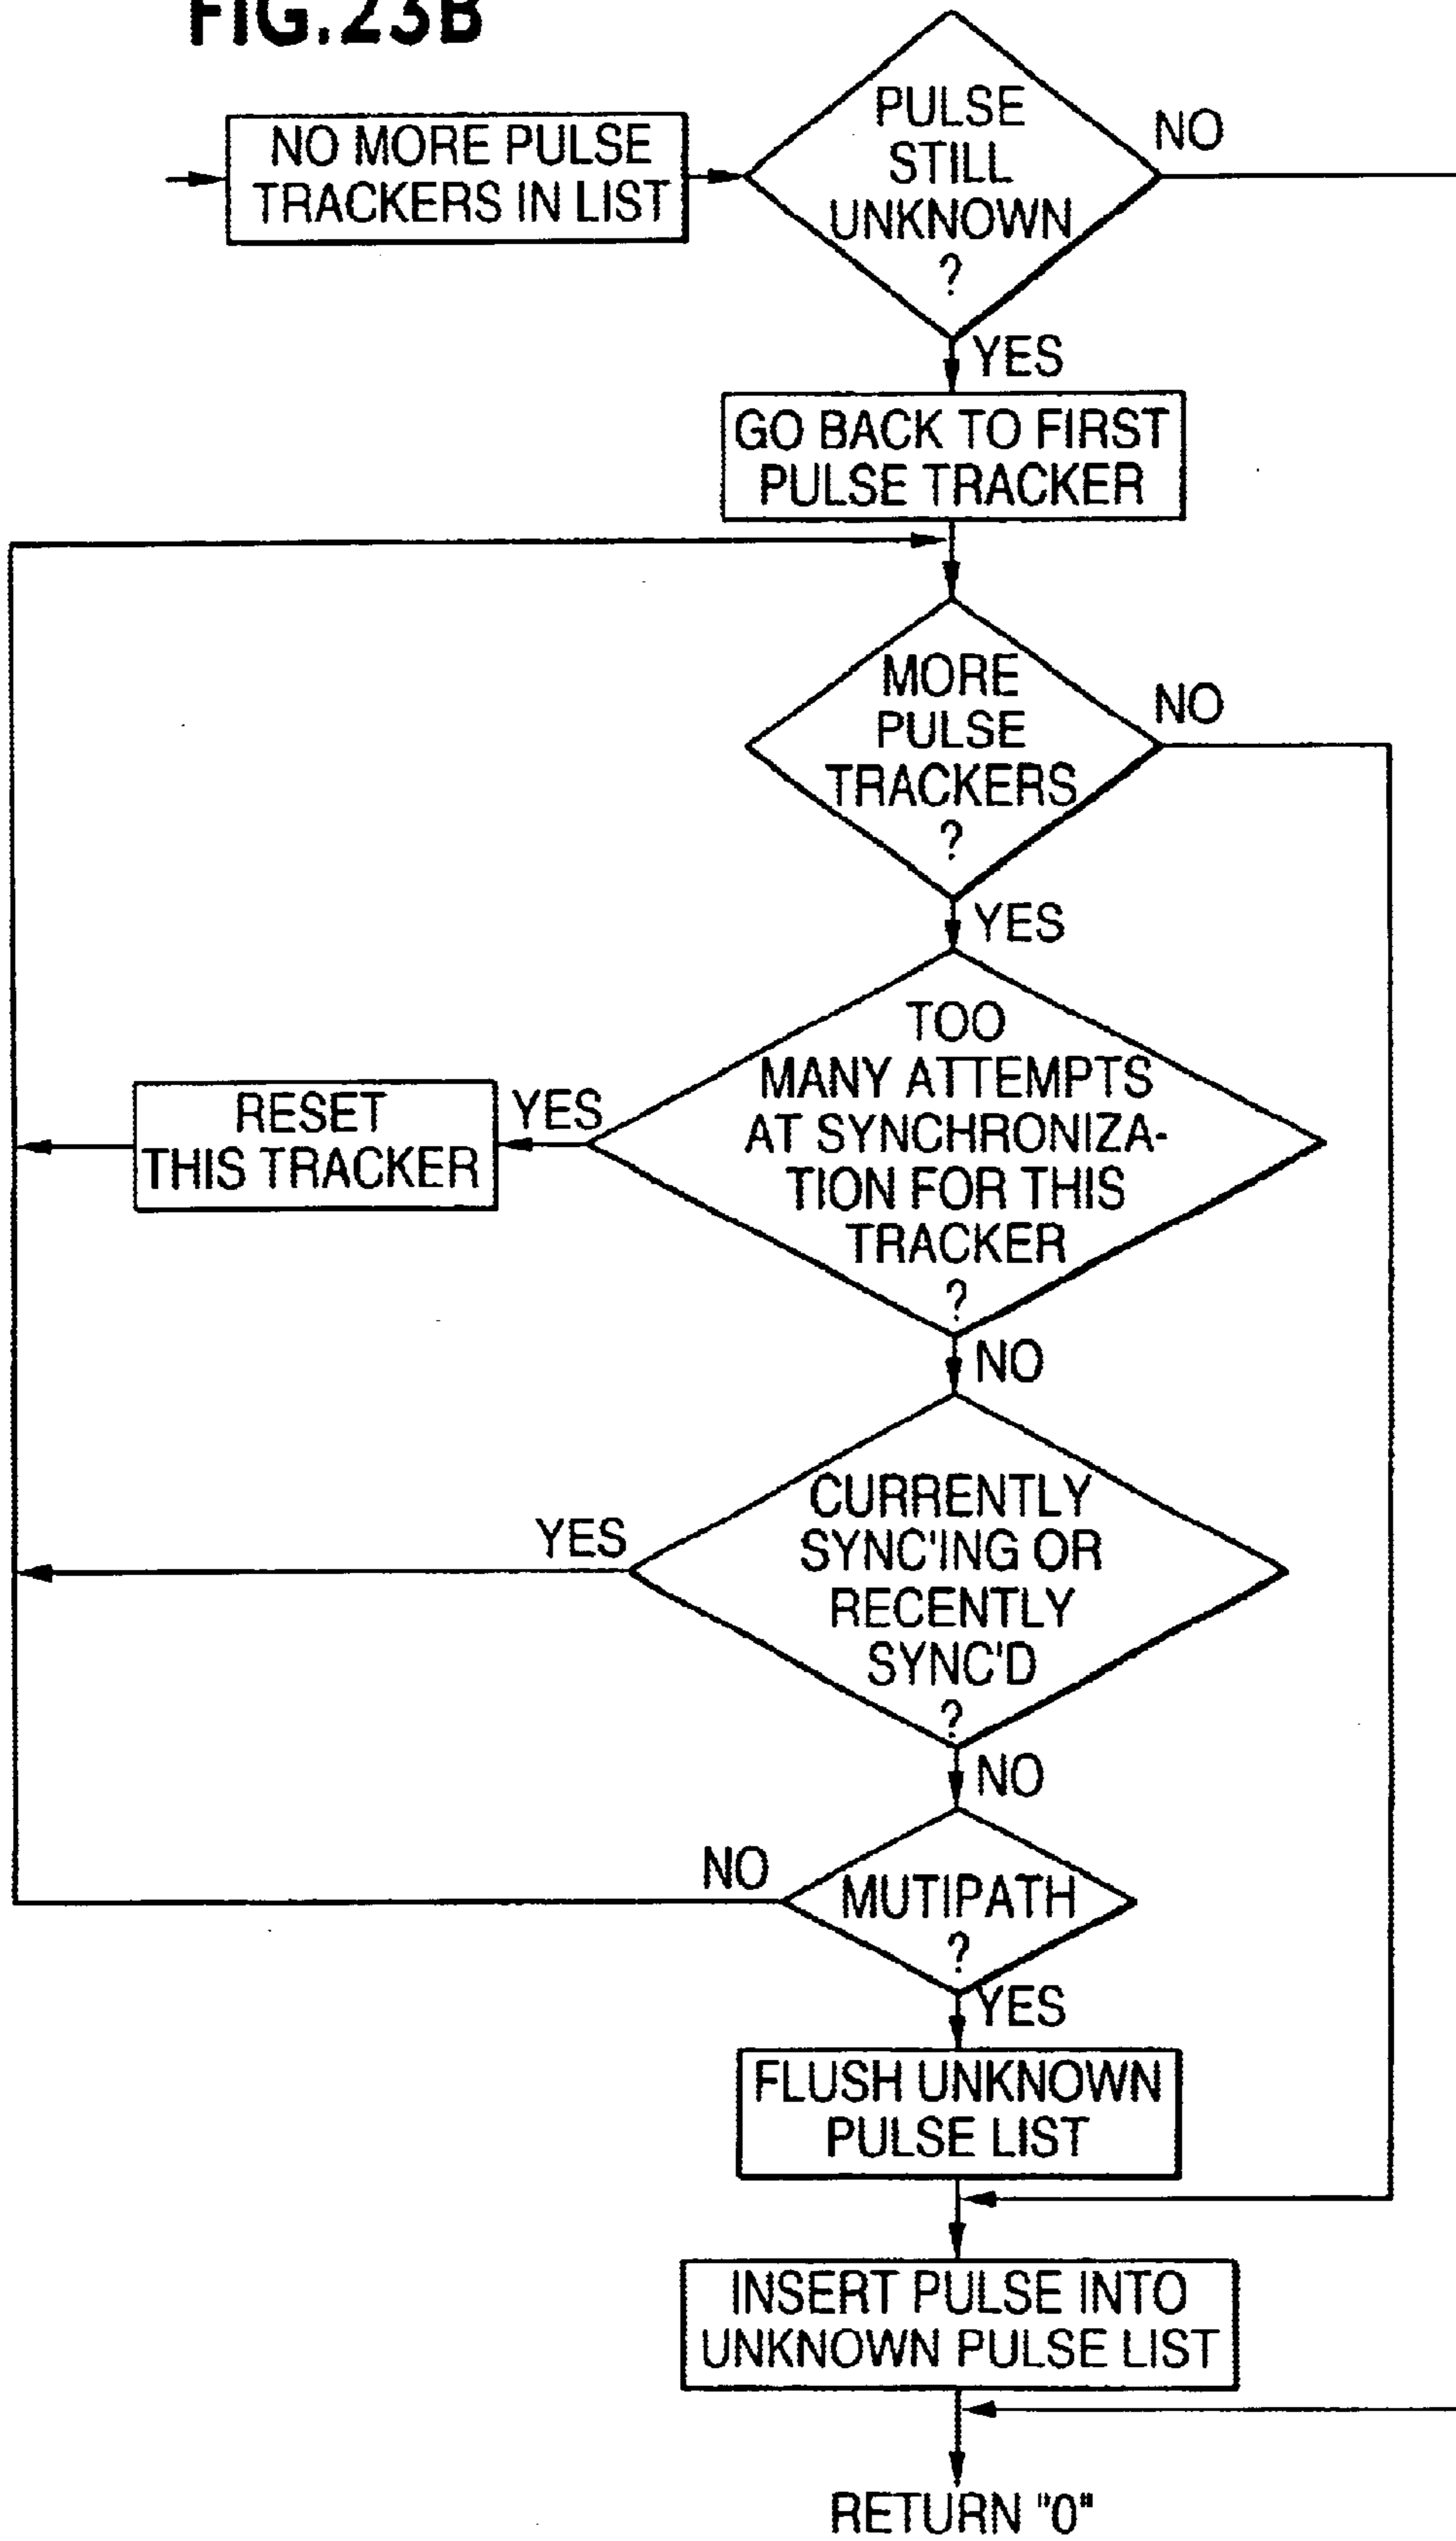 FIG.23B
NO MORE PULSE
TRACKERS IN LIST
PULSE
STILL
UNKNOWN
?
NO
YES
GO BACK TO FIRST
PULSE TRACKER
MORE
PULSE
TRACKERS
?
NO
YES
TOO
MANY ATTEMPTS
AT SYNCHRONIZA-
TION FOR THIS
TRACKER
?
YES
RESET
THIS TRACKER
NO
CURRENTLY
SYNC'ING OR
RECENTLY
SYNC'D
?
YES
NO
MUTIPATH
?
NO
YES
FLUSH UNKNOWN
PULSE LIST
INSERT PULSE INTO
UNKNOWN PULSE LIST
RETURN "0"